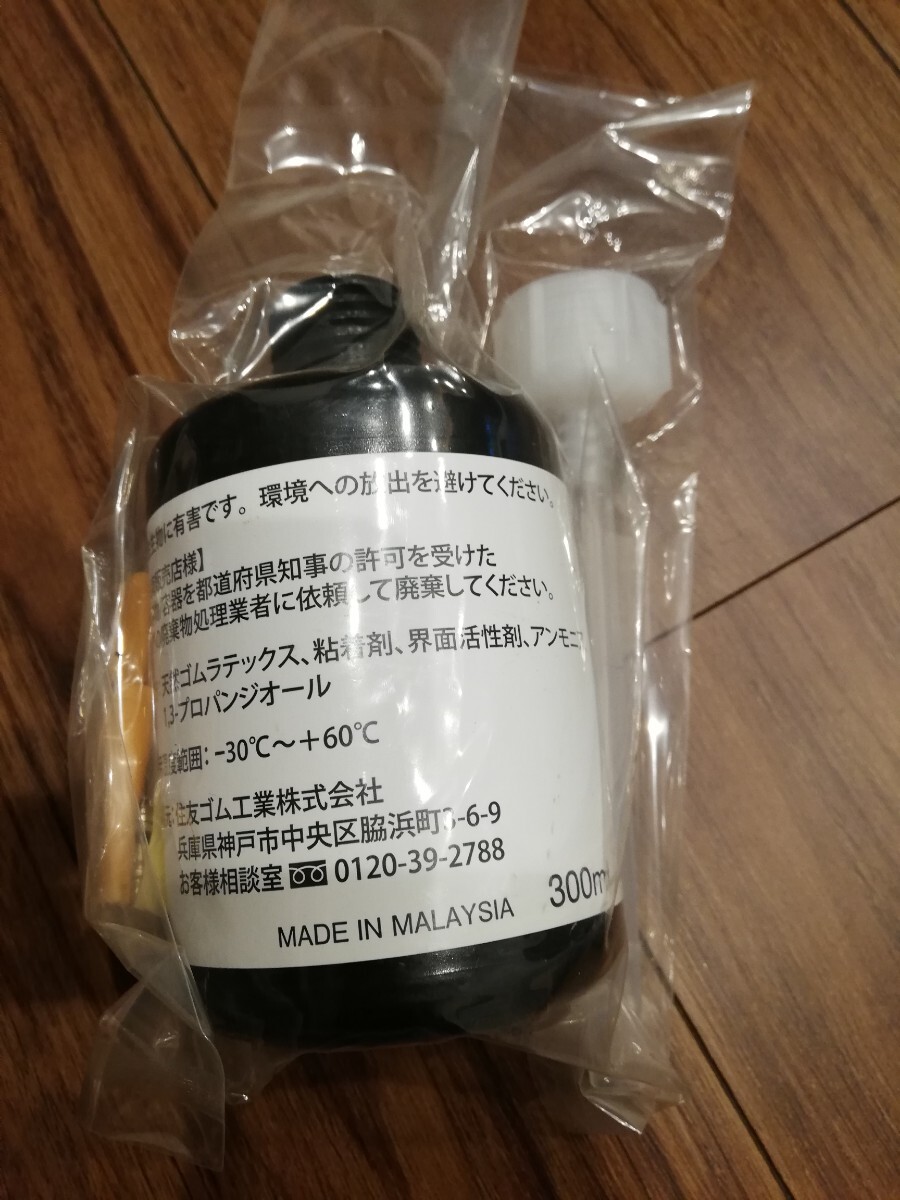 生物に有害です。環境への放出を避けてください。
販売店様】
容器を都道府県知事の許可を受けた
廃棄物処理業者に依頼して廃棄してください。
天然ゴムラテックス、粘着剤、界面活性剤、アンモニア
1,3-プロパンジオール
温度範囲：-30℃～+60℃
元：住友ゴム工業株式会社
兵庫県神戸市中央区脇浜町3-6-9
お客様相談室 0120-39-2788
MADE IN MALAYSIA 300ml